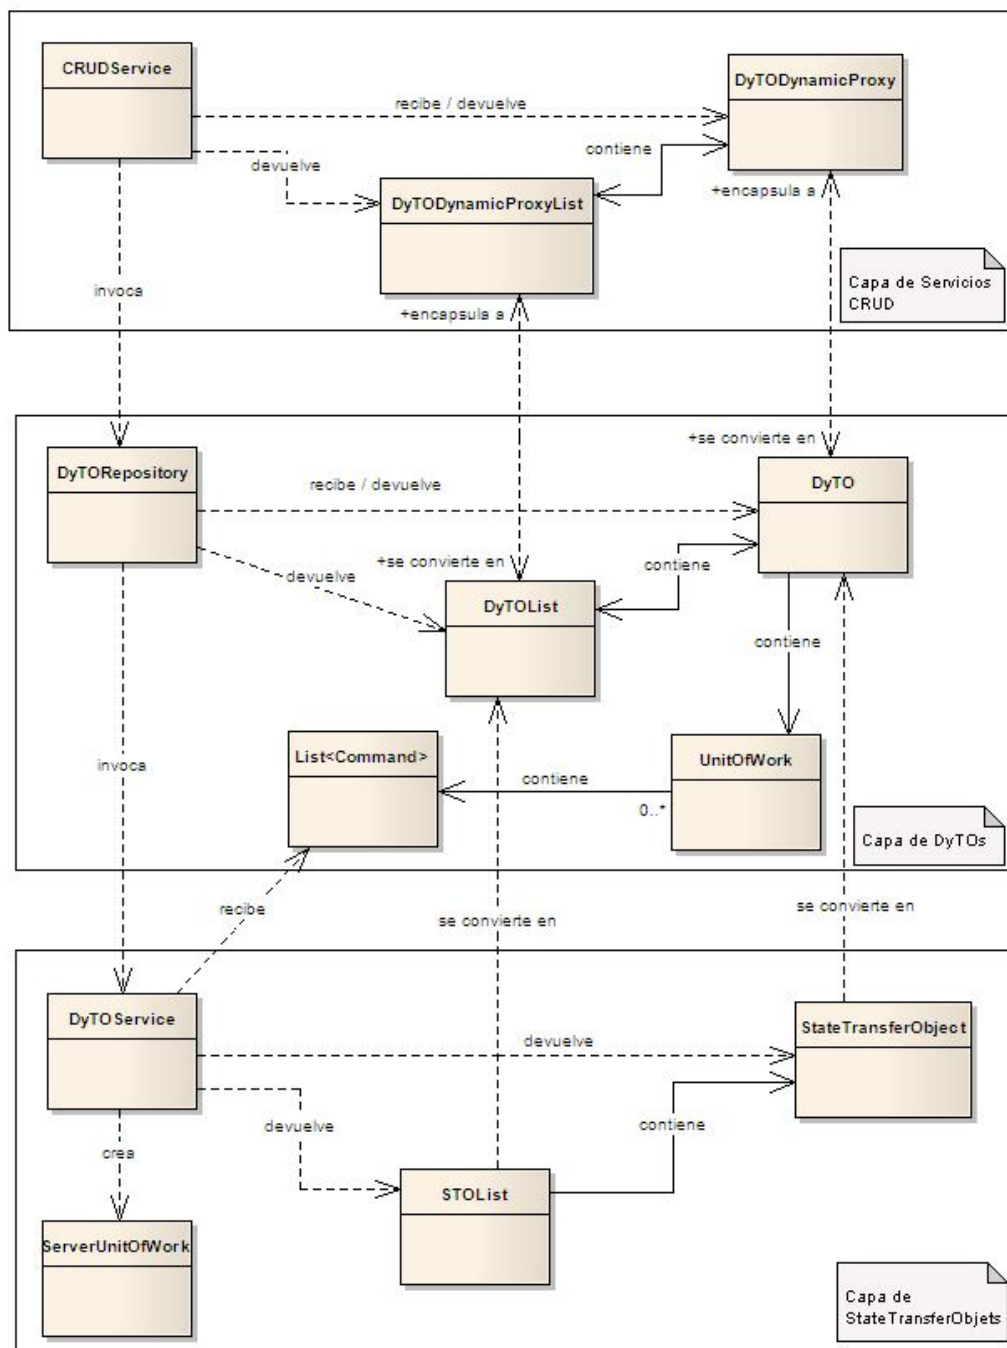 CRUDService
DyTODynamicProxy
recibe / devuelve
contiene
devuelve
+encapsula a
DyTODynamicProxyList
Capa de Servicios
CRUD
invoca
+encapsula a
+se convierte en
DyTORepository
DyTO
recibe / devuelve
+se convierte en
contiene
devuelve
DyTOList
contiene
List<Command>
UnitOfWork
invoca
contiene
0..*
Capa de DyTOs
recibe
se convierte en
se convierte en
DyTOService
StateTransferObject
devuelve
devuelve
contiene
crea
STOList
ServerUnitOfWork
Capa de
StateTransferObjets